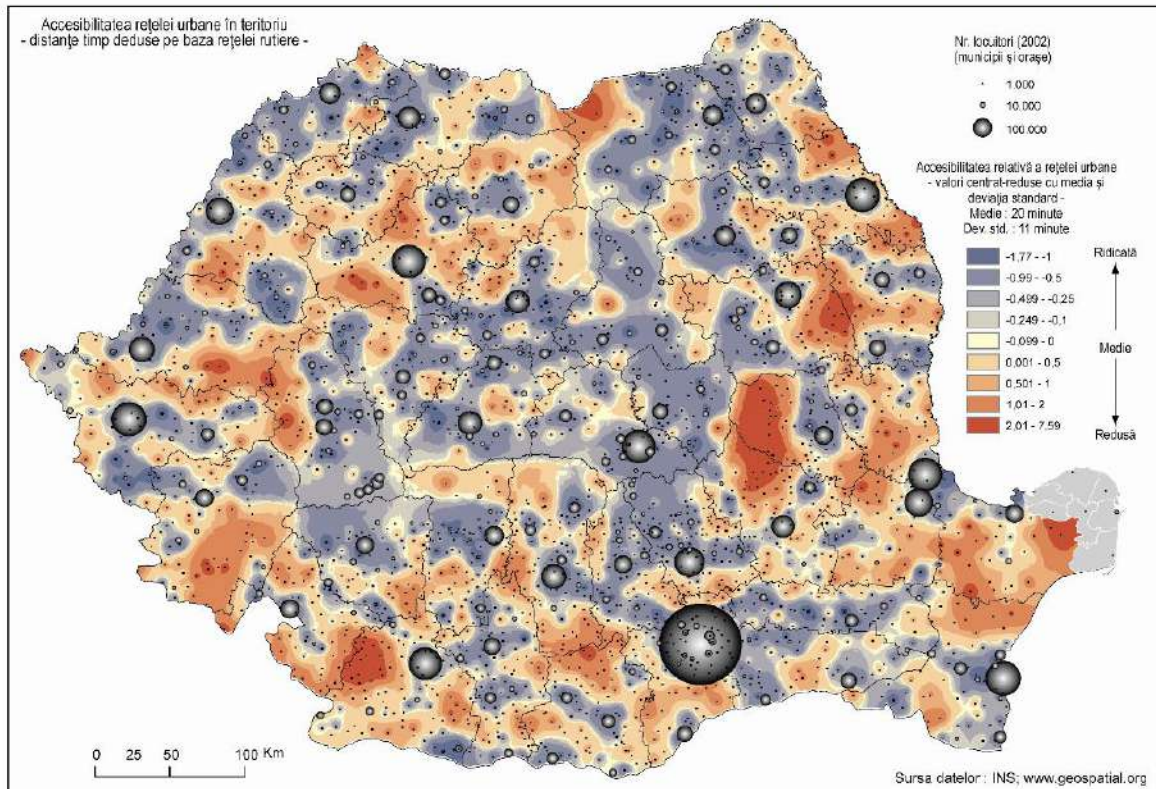 Accesibilitatea rețelei urbane în teritoriu
- distanțe timp deduse pe baza rețelei rutiere -
Nr. locuitori (2002)
(municipii și orașe)
1.000
10.000
100.000
Accesibilitatea relativă a rețelei urbane
- valori centrat-reduse cu media și
deviația standard -
Medie : 20 minute
Dev. std. : 11 minute
-1,77 - -1
-0,99 - -0,5
-0,499 - -0,25
-0,249 - -0,1
-0,099 - 0
0,001 - 0,5
0,501 - 1
1,01 - 2
2,01 - 7,59
Ridicată
Medie
Redusă
0 25 50 100 Km
Sursa datelor : INS; www.geospatial.org